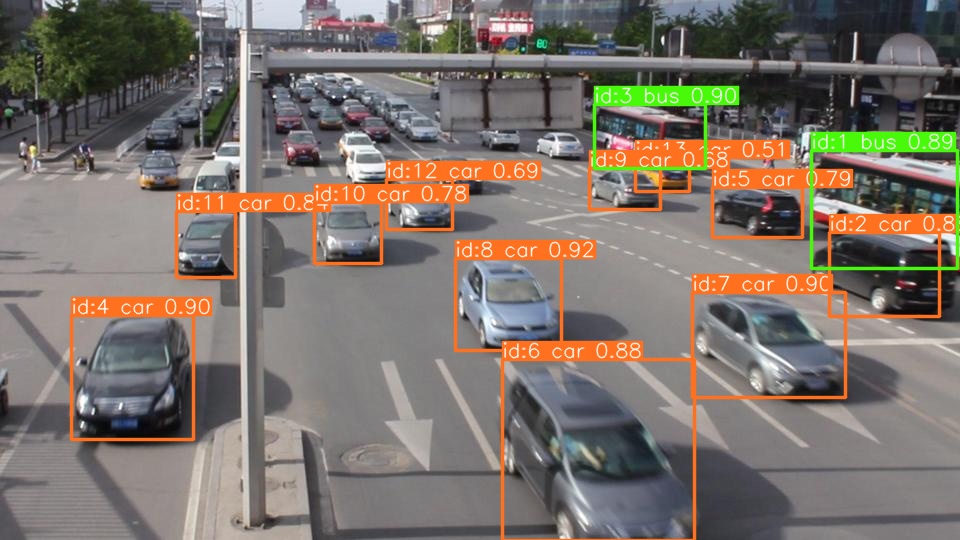 80
id:3 bus 0.90
id:1 bus 0.89
id:13 car 0.51
id:9 car 0.68
id:12 car 0.69
id:5 car 0.79
id:10 car 0.78
id:11 car 0.84
id:2 car 0.8
id:8 car 0.92
id:7 car 0.90
id:4 car 0.90
id:6 car 0.88